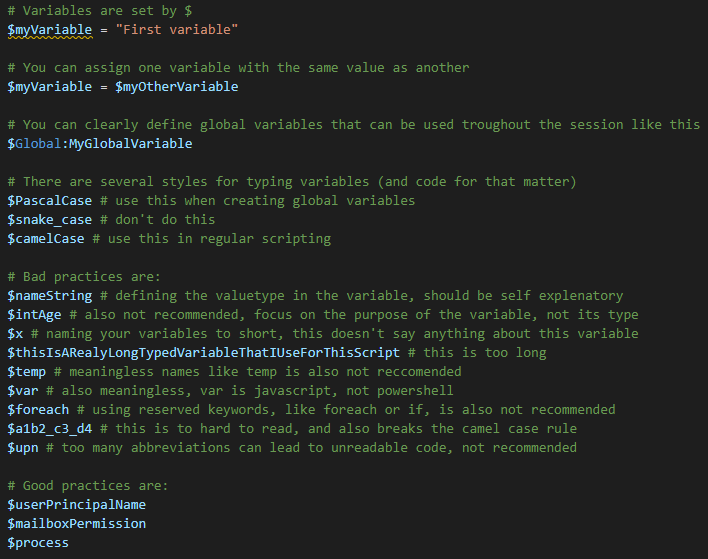 # Variables are set by $
$myVariable = "First variable"
# You can assign one variable with the same value as another
$myVariable = $myOtherVariable
# You can clearly define global variables that can be used troughout the session like this
$Global:MyGlobalVariable
# There are several styles for typing variables (and code for that matter)
$PascalCase # use this when creating global variables
$snake_case # don't do this
$camelCase # use this in regular scripting
# Bad practices are:
$nameString # defining the valuetype in the variable, should be self explenatory
$intAge # also not recommended, focus on the purpose of the variable, not its type
$x # naming your variables to short, this doesn't say anything about this variable
$thisIsARealyLongTypedVariableThatIUseForThisScript # this is too long
$temp # meaningless names like temp is also not reccomended
$var # also meaningless, var is javascript, not powershell
$foreach # using reserved keywords, like foreach or if, is also not recommended
$a1b2_c3_d4 # this is to hard to read, and also breaks the camel case rule
$upn # too many abbreviations can lead to unreadable code, not recommended
# Good practices are:
$userPrincipalName
$mailboxPermission
$process